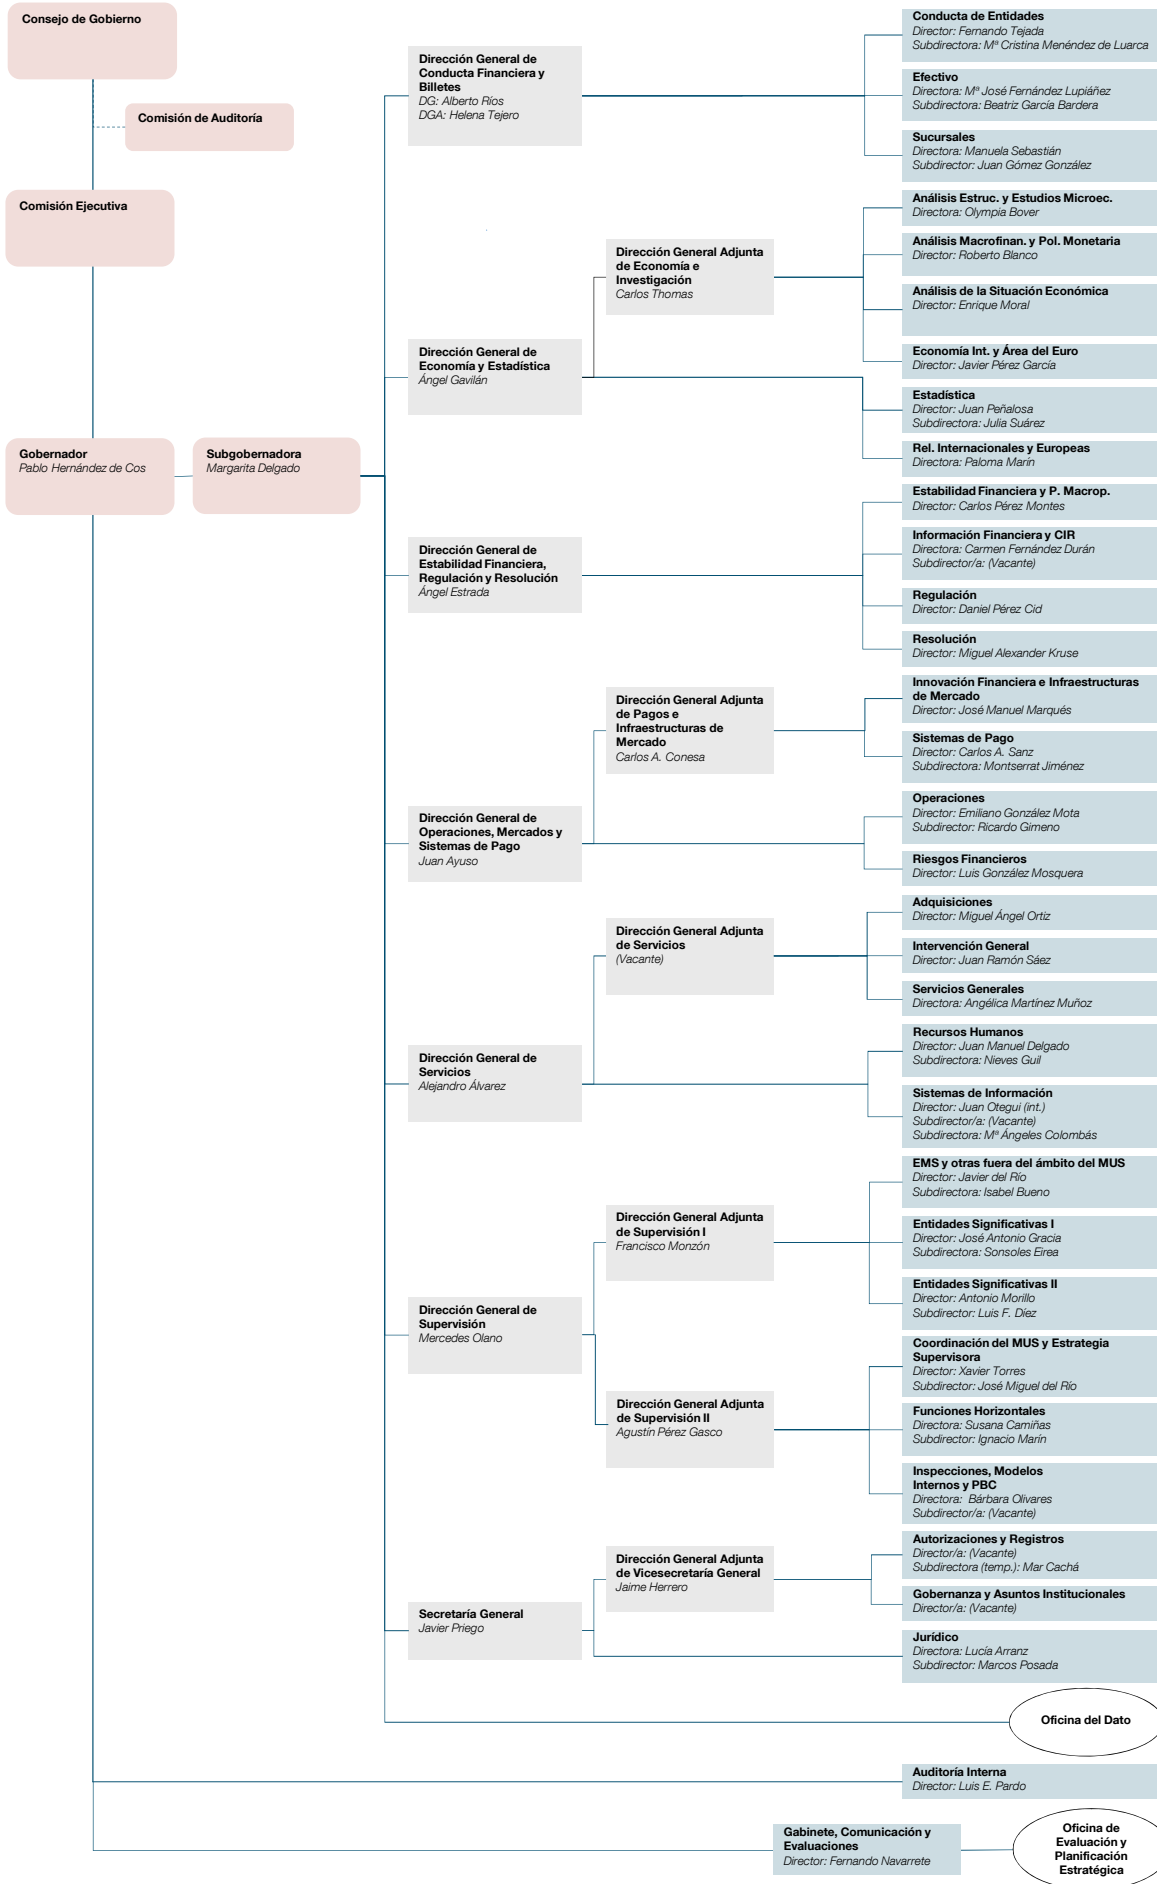 Consejo de Gobierno
Comisión de Auditoría
Comisión Ejecutiva
Gobernador
Pablo Hernández de Cos
Subgobernadora
Margarita Delgado
Dirección General de
Conducta Financiera y
Billetes
DG: Alberto Ríos
DGA: Helena Tejero
Conducta de Entidades
Director: Fernando Tejada
Subdirectora: Mª Cristina Menéndez de Luarca
Efectivo
Directora: Mª José Fernández Lupiáñez
Subdirectora: Beatriz García Bardera
Sucursales
Directora: Manuela Sebastián
Subdirector: Juan Gómez González
Dirección General de
Economía y Estadística
Ángel Gavilán
Dirección General Adjunta
de Economía e
Investigación
Carlos Thomas
Análisis Estruc. y Estudios Microec.
Directora: Olympia Bover
Análisis Macrofinan. y Pol. Monetaria
Director: Roberto Blanco
Análisis de la Situación Económica
Director: Enrique Moral
Economía Int. y Área del Euro
Director: Javier Pérez García
Estadística
Director: Juan Peñalosa
Subdirectora: Julia Suárez
Rel. Internacionales y Europeas
Directora: Paloma Marín
Dirección General de
Estabilidad Financiera,
Regulación y Resolución
Ángel Estrada
Estabilidad Financiera y P. Macrop.
Director: Carlos Pérez Montes
Información Financiera y CIR
Directora: Carmen Fernández Durán
Subdirector/a: (Vacante)
Regulación
Director: Daniel Pérez Cid
Resolución
Director: Miguel Alexander Kruse
Dirección General de
Operaciones, Mercados y
Sistemas de Pago
Juan Ayuso
Dirección General Adjunta
de Pagos e
Infraestructuras de
Mercado
Carlos A. Conesa
Innovación Financiera e Infraestructuras
de Mercado
Director: José Manuel Marqués
Sistemas de Pago
Director: Carlos A. Sanz
Subdirectora: Montserrat Jiménez
Operaciones
Director: Emiliano González Mota
Subdirector: Ricardo Gimeno
Riesgos Financieros
Director: Luis González Mosquera
Dirección General de
Servicios
Alejandro Álvarez
Dirección General Adjunta
de Servicios
(Vacante)
Adquisiciones
Director: Miguel Ángel Ortiz
Intervención General
Director: Juan Ramón Sáez
Servicios Generales
Directora: Angélica Martínez Muñoz
Recursos Humanos
Director: Juan Manuel Delgado
Subdirectora: Nieves Guil
Sistemas de Información
Director: Juan Otegui (int.)
Subdirector/a: (Vacante)
Subdirectora: Mª Ángeles Colombás
Dirección General de
Supervisión
Mercedes Olano
Dirección General Adjunta
de Supervisión I
Francisco Monzón
EMS y otras fuera del ámbito del MUS
Director: Javier del Río
Subdirectora: Isabel Bueno
Entidades Significativas I
Director: José Antonio Gracia
Subdirectora: Sonsoles Eirea
Entidades Significativas II
Director: Antonio Morillo
Subdirector: Luis F. Díez
Dirección General Adjunta
de Supervisión II
Agustín Pérez Gasco
Coordinación del MUS y Estrategia
Supervisora
Director: Xavier Torres
Subdirector: José Miguel del Río
Funciones Horizontales
Directora: Susana Camiñas
Subdirector: Ignacio Marín
Inspecciones, Modelos
Internos y PBC
Directora: Bárbara Olivares
Subdirector/a: (Vacante)
Secretaría General
Javier Priego
Dirección General Adjunta
de Vicesecretaría General
Jaime Herrero
Autorizaciones y Registros
Director/a: (Vacante)
Subdirectora (temp.): Mar Cachá
Gobernanza y Asuntos Institucionales
Director/a: (Vacante)
Jurídico
Directora: Lucía Arranz
Subdirector: Marcos Posada
Oficina del Dato
Auditoría Interna
Director: Luis E. Pardo
Gabinete, Comunicación y
Evaluaciones
Director: Fernando Navarrete
Oficina de
Evaluación y
Planificación
Estratégica